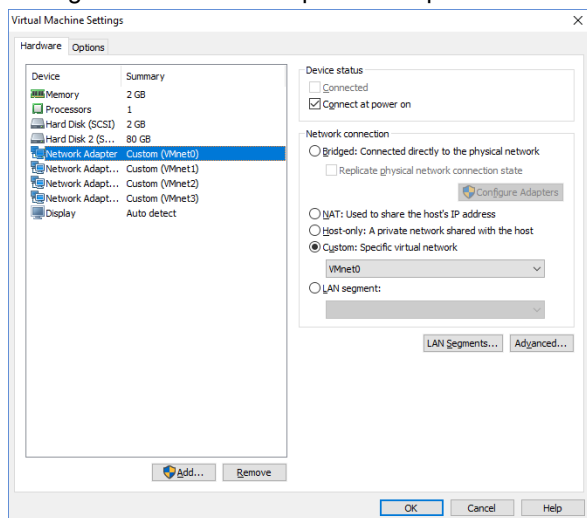 Virtual Machine Settings
Hardware Options
Device Summary
Memory 2 GB
Processors 1
Hard Disk (SCSI) 2 GB
Hard Disk 2 (S... 80 GB
Network Adapter Custom (VMnet0)
Network Adapt... Custom (VMnet1)
Network Adapt... Custom (VMnet2)
Network Adapt... Custom (VMnet3)
Display Auto detect
Add... Remove
Device status
Connected
Connect at power on
Network connection
Bridged: Connected directly to the physical network
Replicate physical network connection state
Configure Adapters
NAT: Used to share the host's IP address
Host-only: A private network shared with the host
Custom: Specific virtual network
VMnet0
LAN segment:
LAN Segments... Advanced...
OK Cancel Help